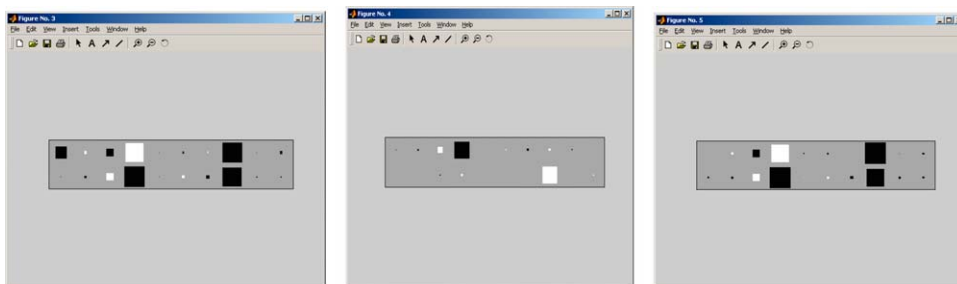 Figure No. 3
File Edit View Insert Tools Window Help
A
Figure No. 4
File Edit View Insert Tools Window Help
A
Figure No. 5
File Edit View Insert Tools Window Help
A